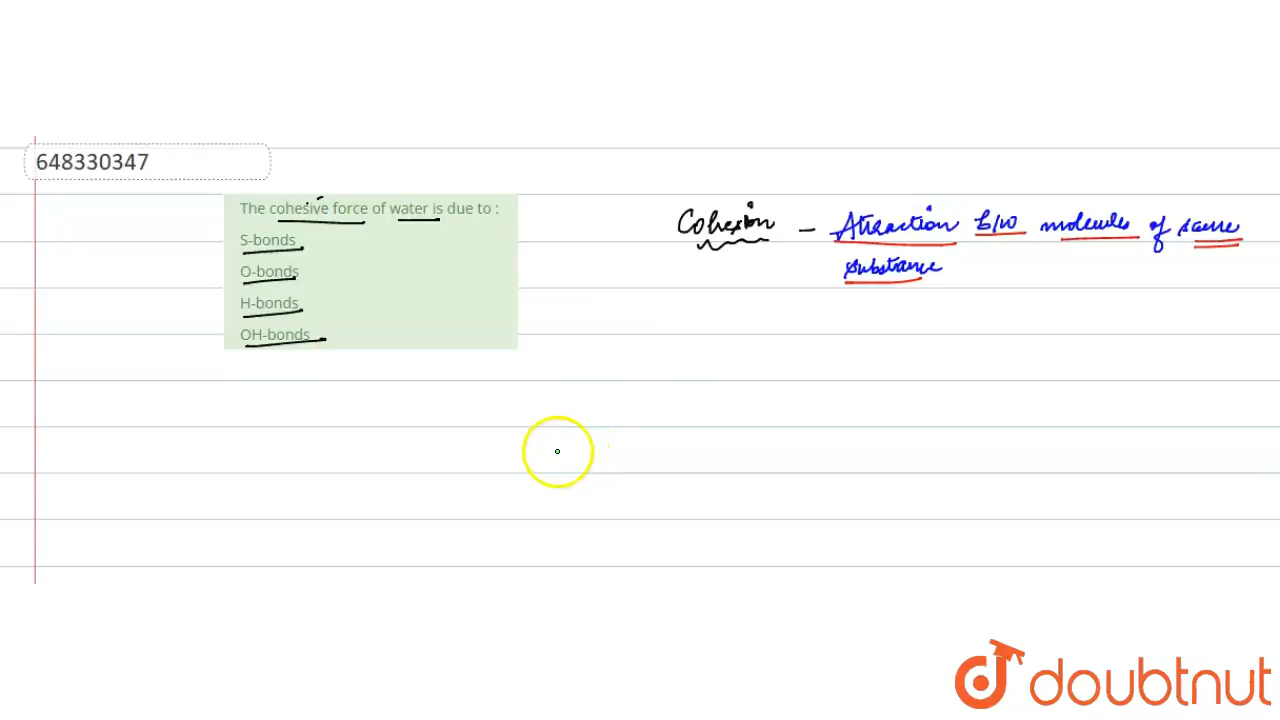 648330347
The cohesive force of water is due to :
S-bonds
O-bonds
H-bonds
OH-bonds
Cohesion – Attraction b/w molecules of same
substance
doubtnut